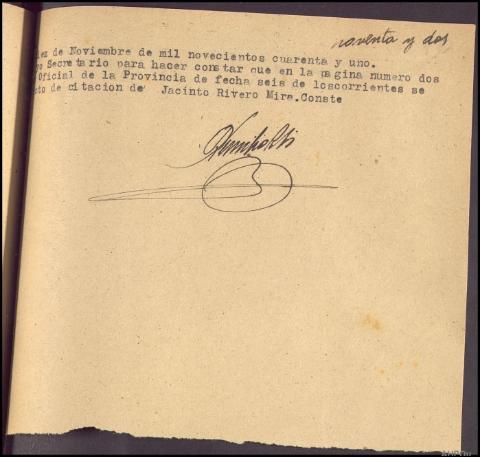 noventa y dos
iez de Noviembre de mil novecientos cuarenta y uno.
Secretario para hacer constar que en la pagina numero dos
Oficial de la Provincia de fecha seis de loscorrientes se
to de citacion de Jacinto Rivero Mira.Conste